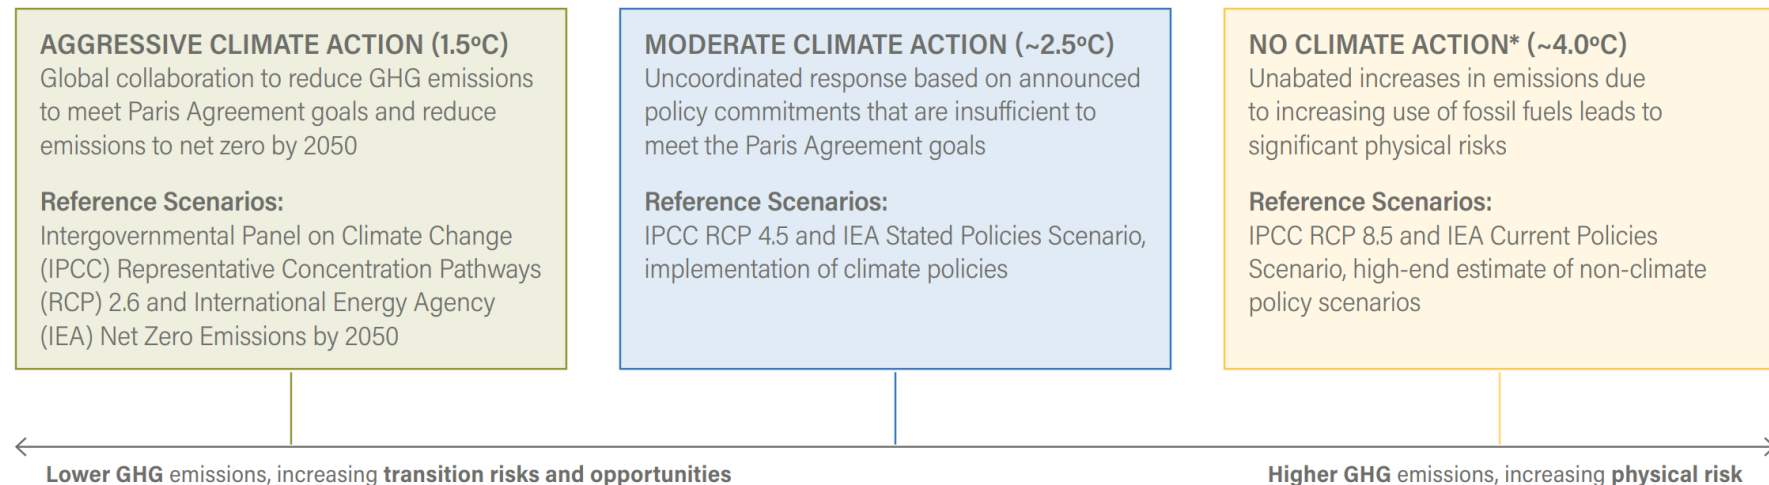 AGGRESSIVE CLIMATE ACTION (1.5ºC)
Global collaboration to reduce GHG emissions
to meet Paris Agreement goals and reduce
emissions to net zero by 2050
Reference Scenarios:
Intergovernmental Panel on Climate Change
(IPCC) Representative Concentration Pathways
(RCP) 2.6 and International Energy Agency
(IEA) Net Zero Emissions by 2050
MODERATE CLIMATE ACTION (~2.5ºC)
Uncoordinated response based on announced
policy commitments that are insufficient to
meet the Paris Agreement goals
Reference Scenarios:
IPCC RCP 4.5 and IEA Stated Policies Scenario,
implementation of climate policies
NO CLIMATE ACTION* (~4.0ºC)
Unabated increases in emissions due
to increasing use of fossil fuels leads to
significant physical risks
Reference Scenarios:
IPCC RCP 8.5 and IEA Current Policies
Scenario, high-end estimate of non-climate
policy scenarios
Lower GHG emissions, increasing transition risks and opportunities
Higher GHG emissions, increasing physical risk